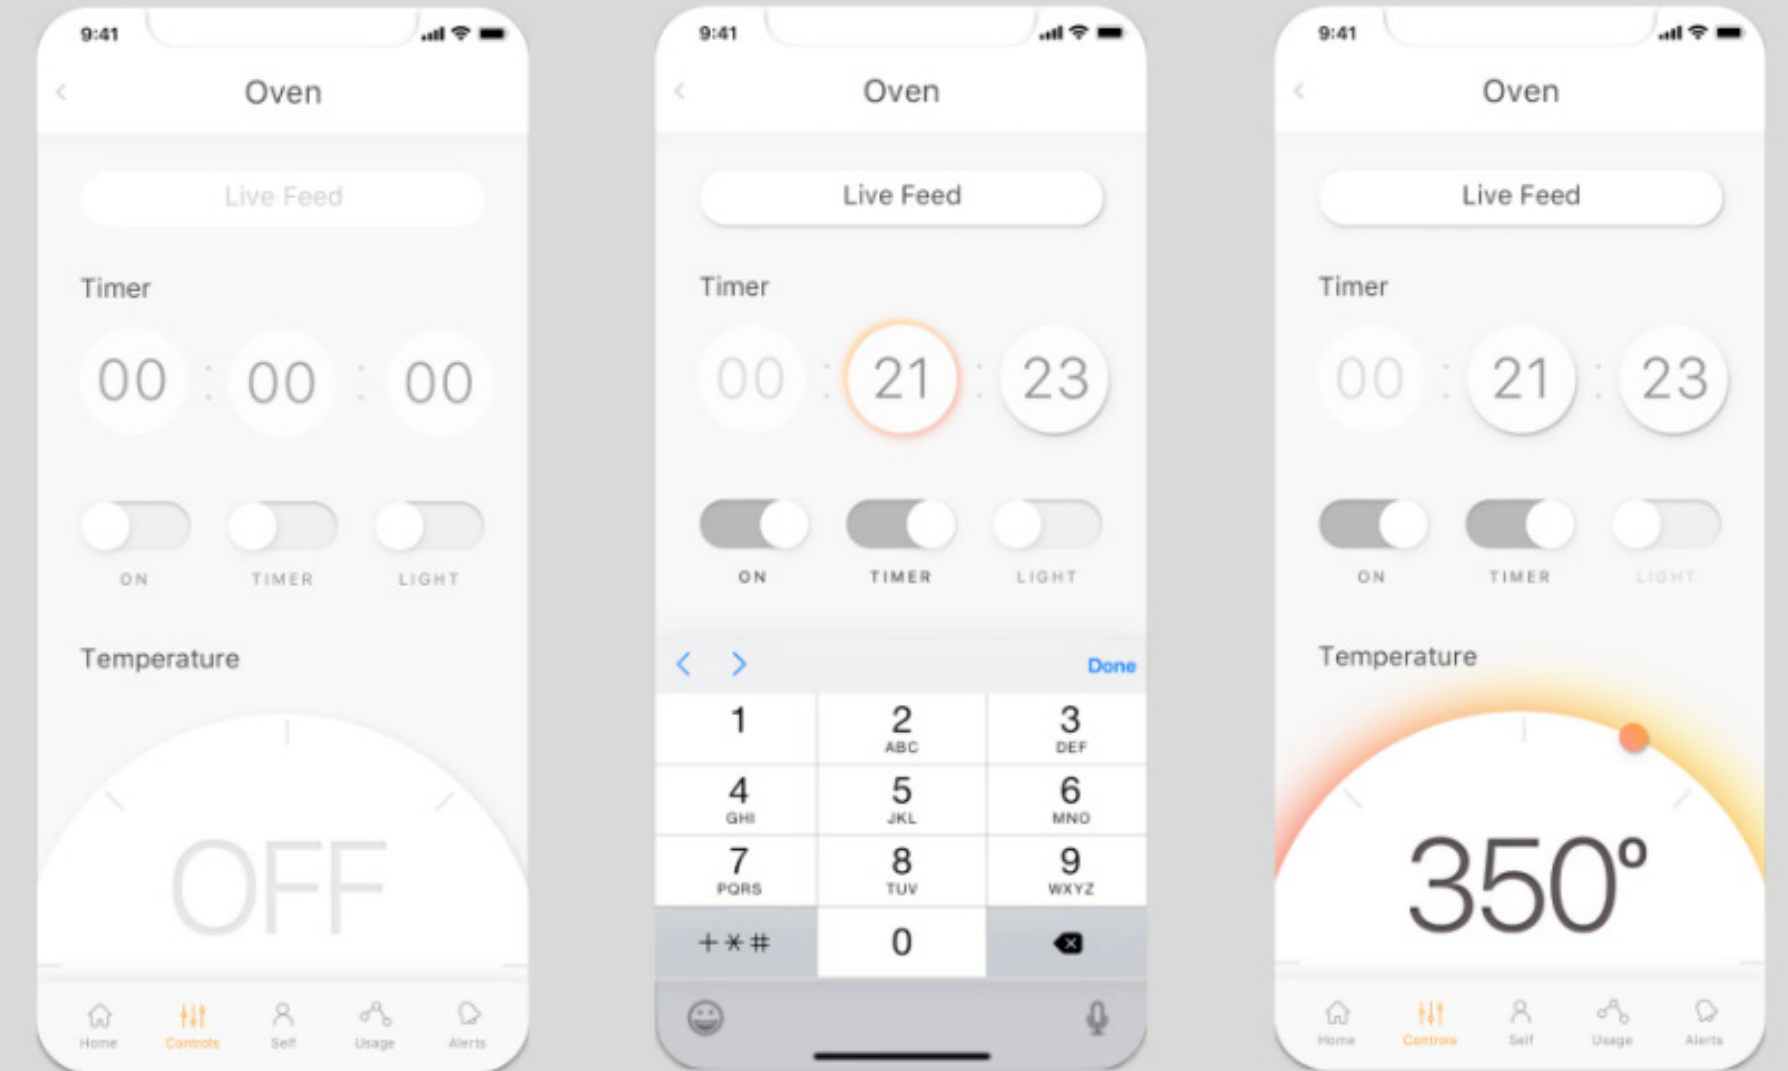 9:41
Oven
Live Feed
Timer
00 : 00 : 00
ON TIMER LIGHT
Temperature
OFF
Home Controls Self Usage Alerts
9:41
Oven
Live Feed
Timer
00 : 21 : 23
ON TIMER LIGHT
Done
1 2 3
ABC DEF
4 5 6
GHI JKL MNO
7 8 9
PQRS TUV WXYZ
+*# 0
9:41
Oven
Live Feed
Timer
00 : 21 : 23
ON TIMER LIGHT
Temperature
350º
Home Controls Self Usage Alerts